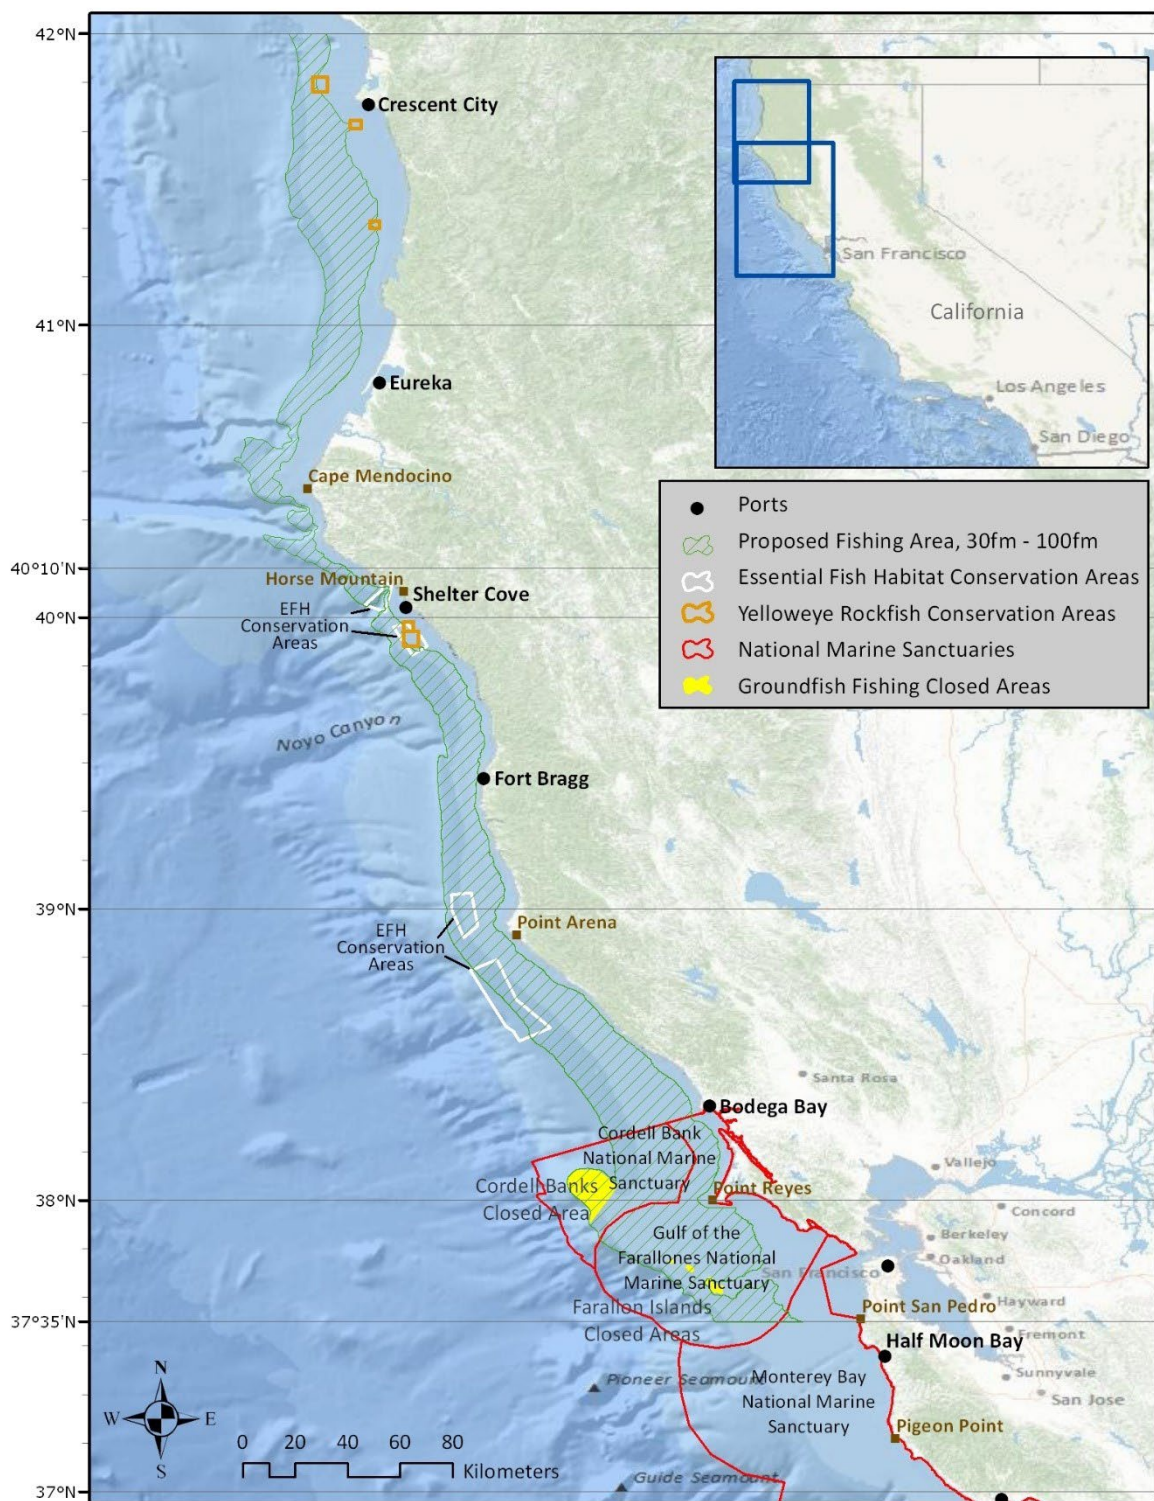 42°N
Crescent City
San Francisco
California
Los Angeles
San Diego
41°N
Eureka
Cape Mendocino
Ports
Proposed Fishing Area, 30fm - 100fm
Essential Fish Habitat Conservation Areas
Yelloweye Rockfish Conservation Areas
National Marine Sanctuaries
Groundfish Fishing Closed Areas
40°10'N
Horse Mountain
Shelter Cove
40°N
EFH
Conservation
Areas
Noyo Canyon
Fort Bragg
39°N
Point Arena
EFH
Conservation
Areas
Santa Rosa
Bodega Bay
Cordell Bank
National Marine
Sanctuary
Vallejo
Cordell Banks
Closed Area
Point Reyes
38°N
Concord
Gulf of the
Farallones National
Marine Sanctuary
Berkeley
Oakland
San Francisco
Farallon Islands
Closed Areas
Hayward
Point San Pedro
37°35'N
Fremont
Half Moon Bay
Pioneer Seamount
Monterey Bay
National Marine
Sanctuary
Sunnyvale
San Jose
Pigeon Point
N
W
E
S
0 20 40 60 80
Kilometers
Guide Seamount
37°N